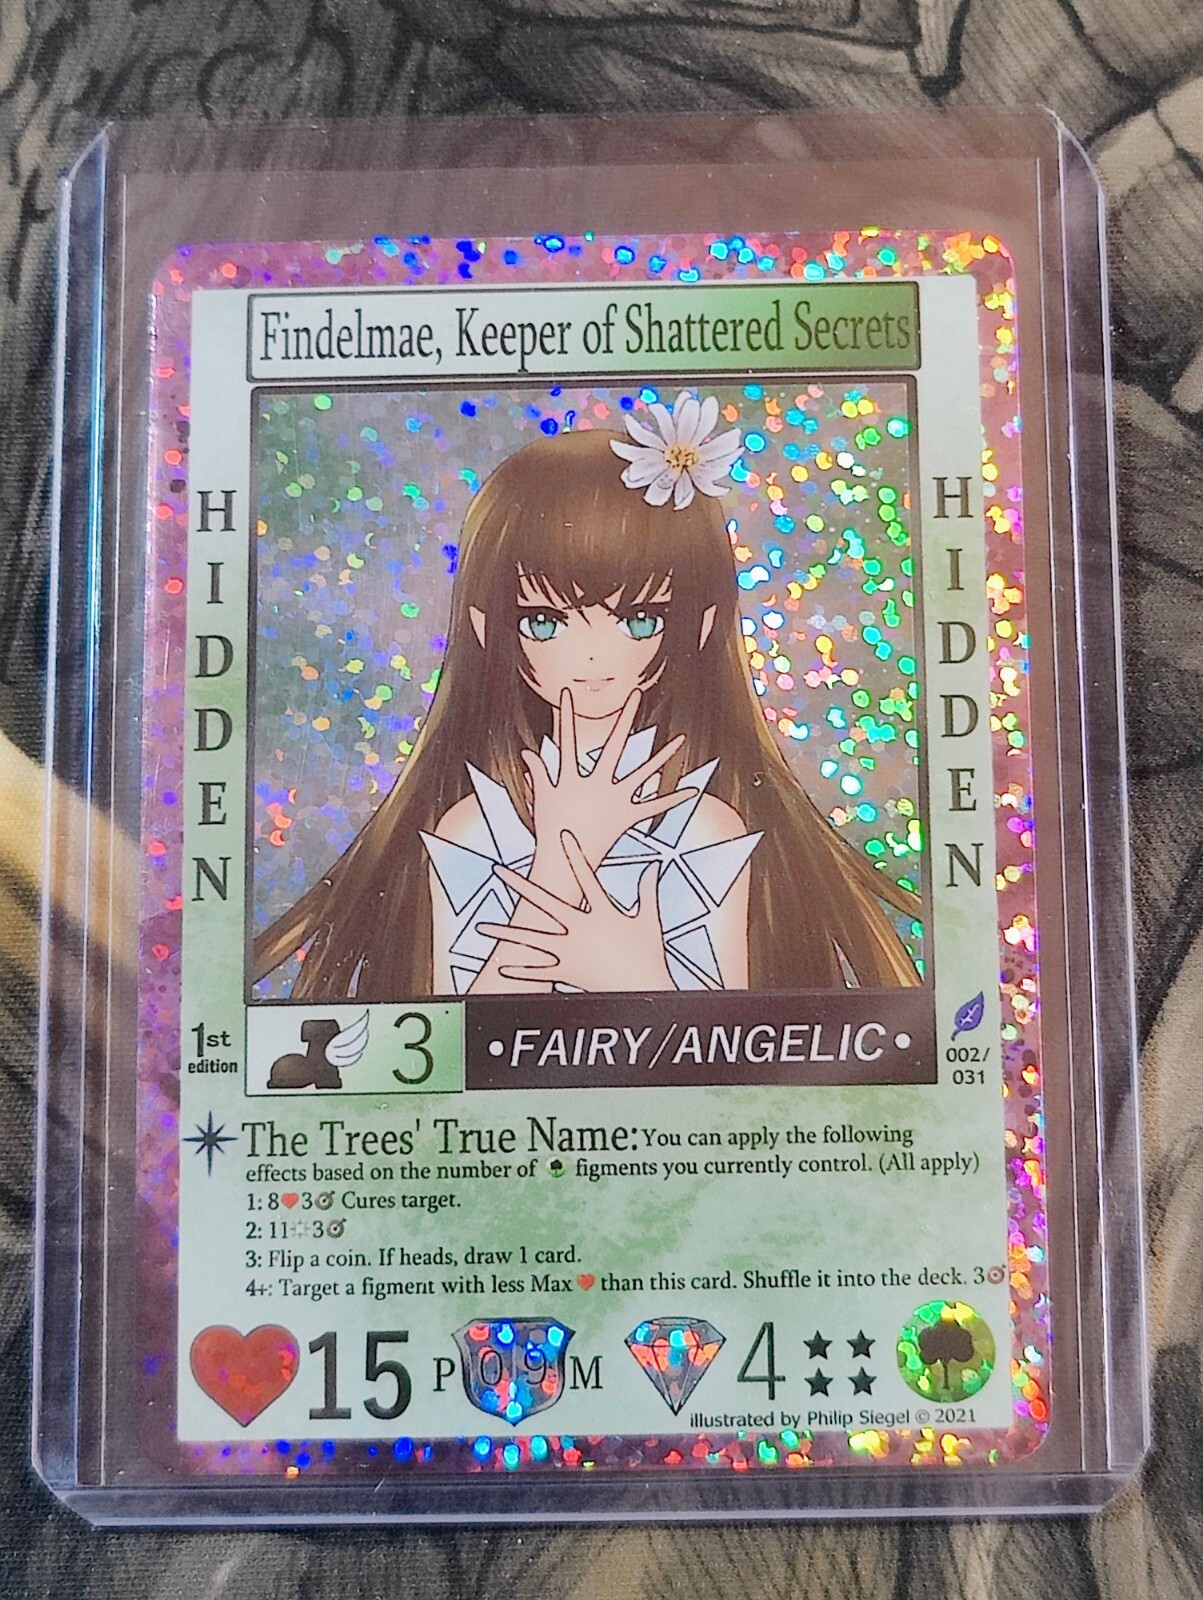 Findelmae, Keeper of Shattered Secrets
HIDDEN
HIDDEN
1st
edition
3
•FAIRY/ANGELIC•
002/
031
The Trees' True Name: You can apply the following
effects based on the number of figments you currently control. (All apply)
1: 8 3 Cures target.
2: 11 3
3: Flip a coin. If heads, draw 1 card.
4+: Target a figment with less Max than this card. Shuffle it into the deck. 3
15 P 0 9 M 4
illustrated by Philip Siegel © 2021